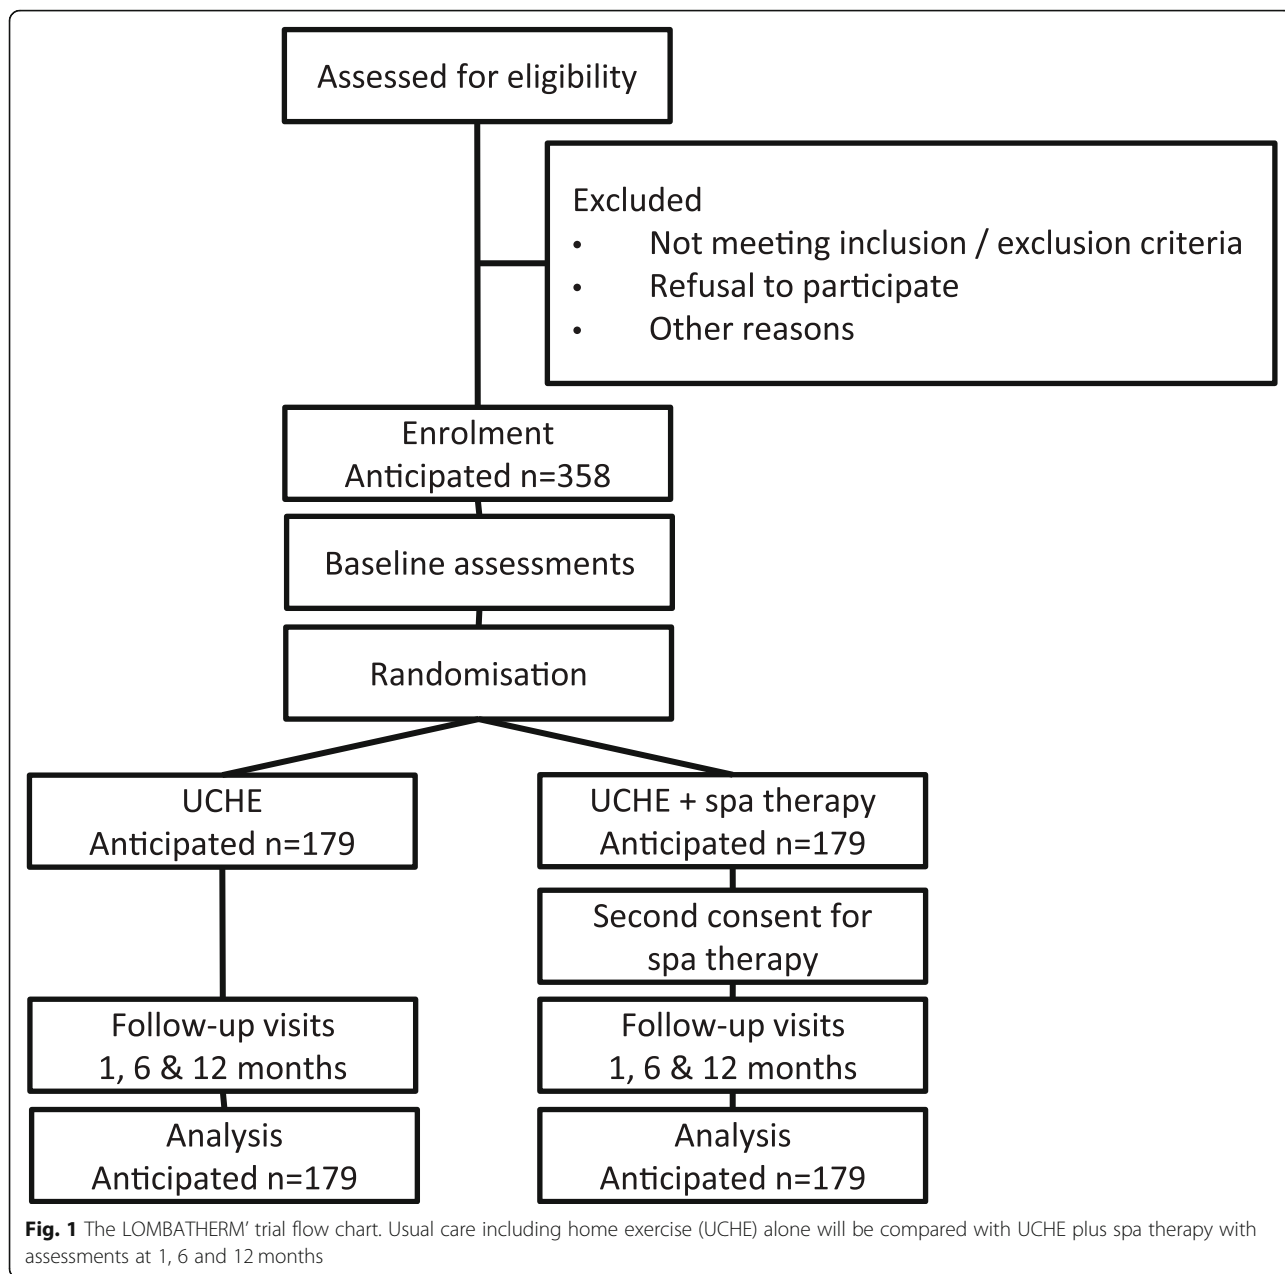 Assessed for eligibility
Excluded
• Not meeting inclusion / exclusion criteria
• Refusal to participate
• Other reasons
Enrolment
Anticipated n=358
Baseline assessments
Randomisation
UCHE
Anticipated n=179
UCHE + spa therapy
Anticipated n=179
Second consent for
spa therapy
Follow-up visits
1, 6 & 12 months
Follow-up visits
1, 6 & 12 months
Analysis
Anticipated n=179
Analysis
Anticipated n=179
Fig. 1 The LOMBATHERM’ trial flow chart. Usual care including home exercise (UCHE) alone will be compared with UCHE plus spa therapy with
assessments at 1, 6 and 12 months